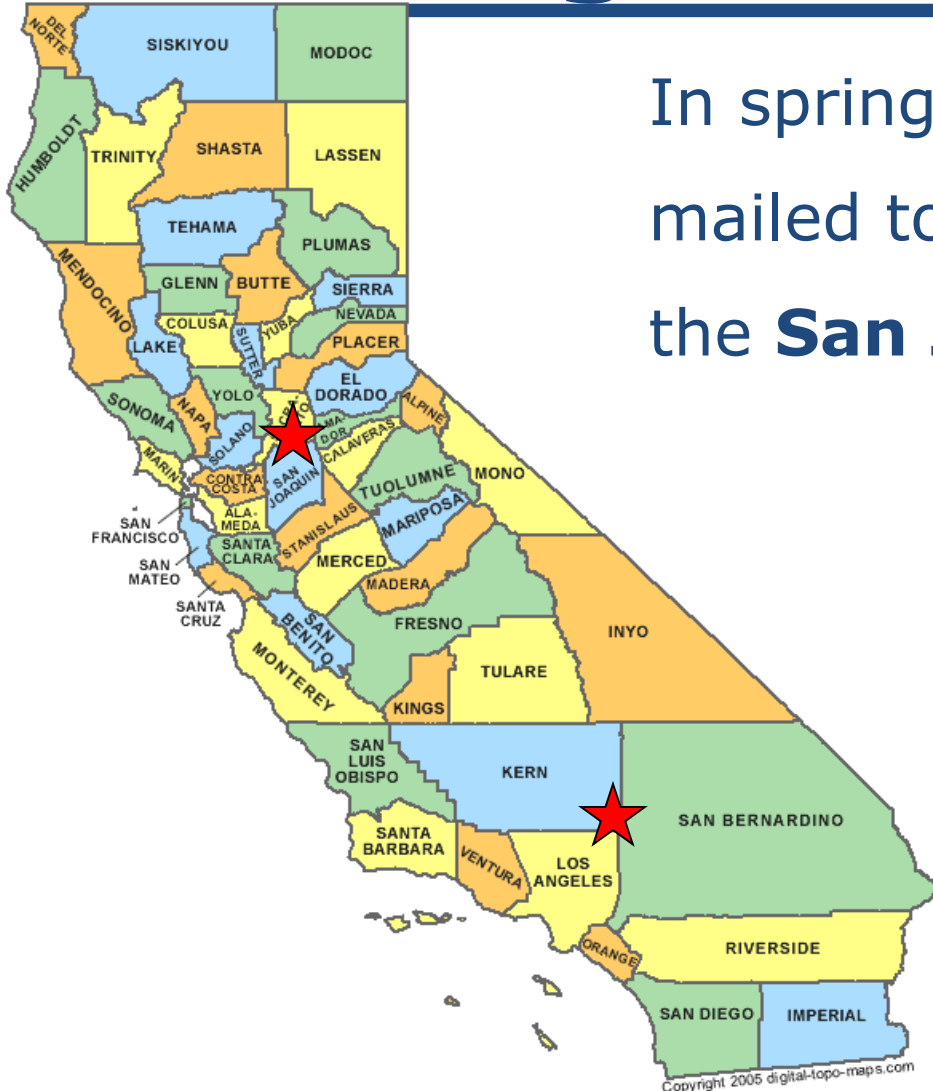 In spring
mailed to
the San
DEL
NORTE
SISKIYOU
MODOC
HUMBOLDT
TRINITY
SHASTA
LASSEN
TEHAMA
PLUMAS
MENDOCINO
GLENN
BUTTE
SIERRA
NEVADA
COLUSA
YUBA
PLACER
LAKE
SUTTER
EL
DORADO
YOLO
SONOMA
NAPA
ALPINE
AMA-
DOR
SOLANO
CALAVERAS
MARIN
CONTRA
COSTA
SAN
JOAQUIN
TUOLUMNE
MONO
SAN
FRANCISCO
ALA-
MEDA
STANISLAUS
MARIPOSA
SANTA
CLARA
MERCED
SAN
MATEO
MADERA
SANTA
CRUZ
SAN
BENITO
FRESNO
INYO
MONTEREY
TULARE
KINGS
SAN
LUIS
OBISPO
KERN
SAN BERNARDINO
SANTA
BARBARA
VENTURA
LOS
ANGELES
ORANGE
RIVERSIDE
SAN DIEGO
IMPERIAL
Copyright 2005 digital-topo-maps.com